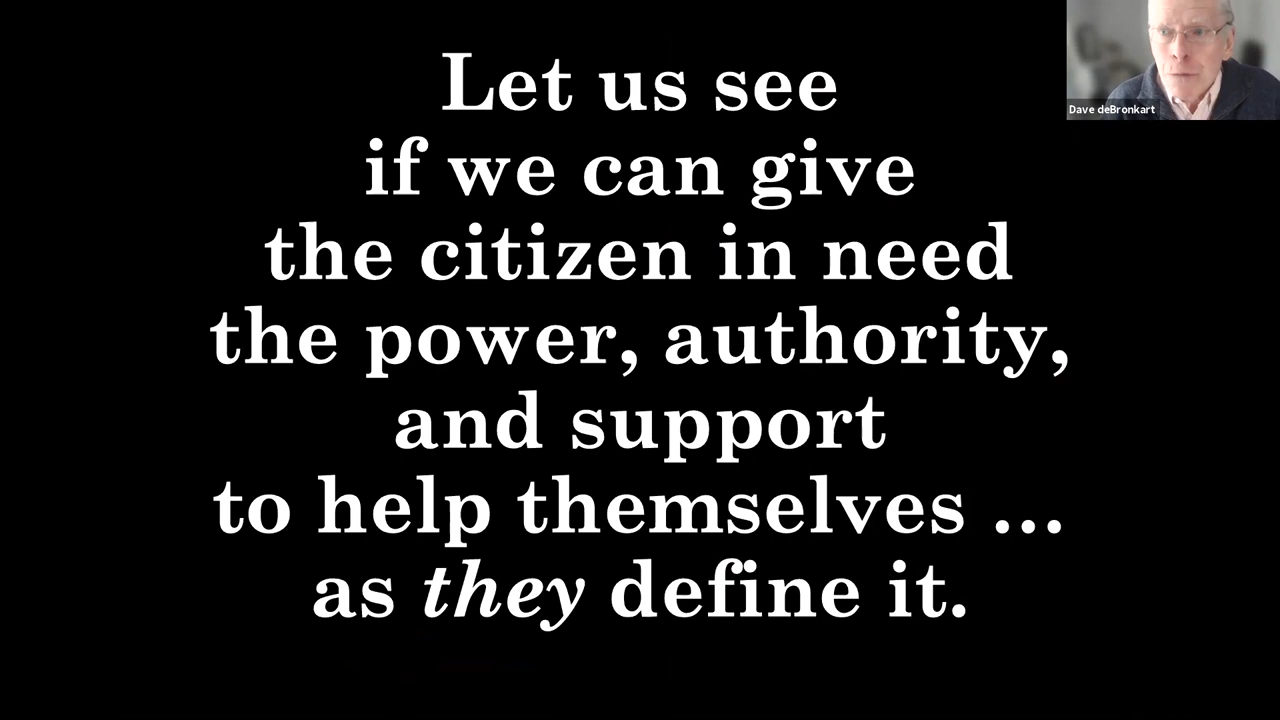 Let us see
if we can give
the citizen in need
the power, authority,
and support
to help themselves ...
as they define it.
Dave deBronkart